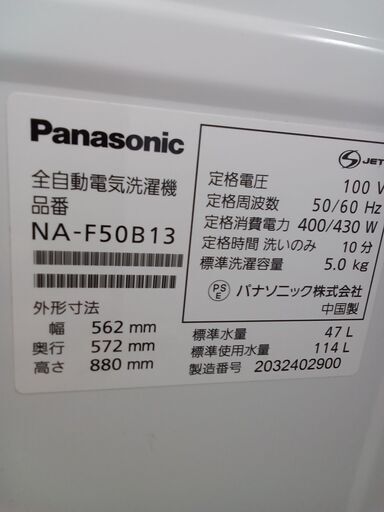 Panasonic
全自動電気洗濯機
品番
NA-F50B13
外形寸法
幅 562 mm
奥行 572 mm
高さ 880 mm
JET
定格電圧 100 V
定格周波数 50/60 Hz
定格消費電力 400/430 W
定格時間 洗いのみ 10 分
標準洗濯容量 5.0 kg
PSE パナソニック株式会社
中国製
標準水量 47 L
標準使用水量 114 L
製造番号 2032402900